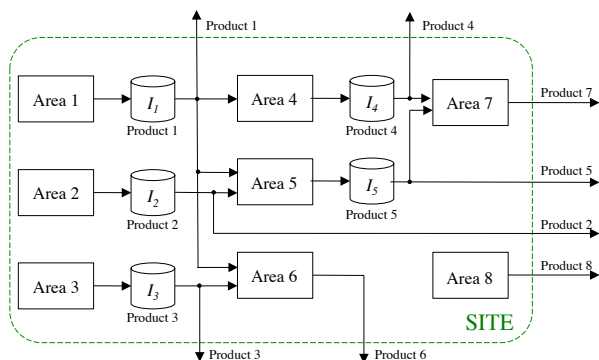 Product 1
Product 4
Area 1
I1
Area 4
I4
Area 7
Product 7
Product 1
Product 4
Area 2
I2
Area 5
I5
Product 5
Product 2
Product 5
Product 2
Area 3
I3
Area 6
Area 8
Product 8
Product 3
SITE
Product 3
Product 6